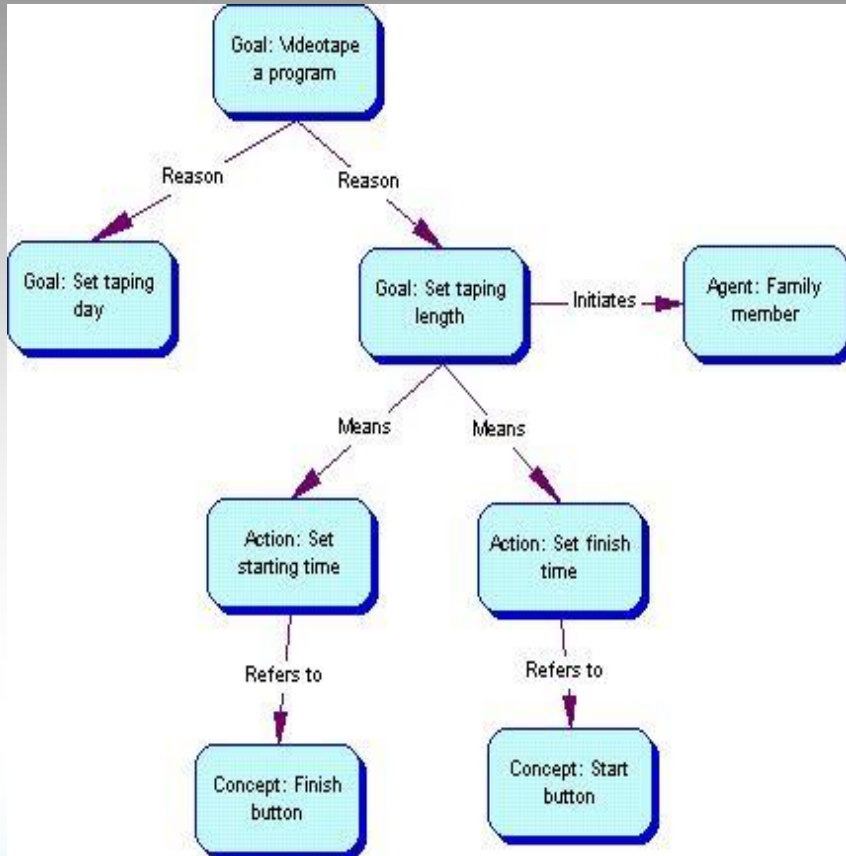 Goal: Videotape
a program
Reason
Reason
Goal: Set taping
day
Goal: Set taping
length
Initiates
Agent: Family
member
Means
Means
Action: Set
starting time
Action: Set finish
time
Refers to
Refers to
Concept: Finish
button
Concept: Start
button